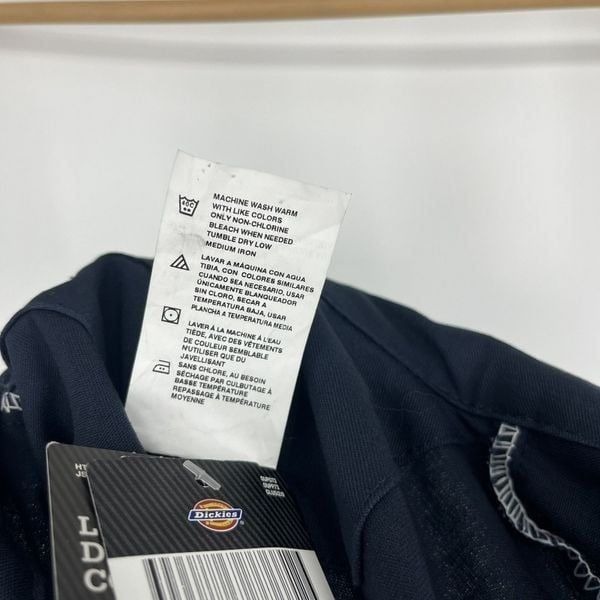 40C
MACHINE WASH WARM
WITH LIKE COLORS
ONLY NON-CHLORINE
BLEACH WHEN NEEDED
TUMBLE DRY LOW
MEDIUM IRON
LAVAR A MÁQUINA CON AGUA
TIBIA, CON COLORES SIMILARES
CUANDO SEA NECESARIO, USAR
ÚNICAMENTE BLANQUEADOR
SIN CLORO, SECAR A
TEMPERATURA BAJA, USAR
PLANCHA A TEMPERATURA MEDIA
LAVER À LA MACHINE À L'EAU
TIÈDE, AVEC DES VÊTEMENTS
DE COULEUR SEMBLABLE
N'UTILISER QUE DU
JAVELLISANT
SANS CHLORE, AU BESOIN
SÉCHAGE PAR CULBUTAGE À
BASSE TEMPÉRATURE
REPASSAGE À TEMPÉRATURE
MOYENNE
Dickies